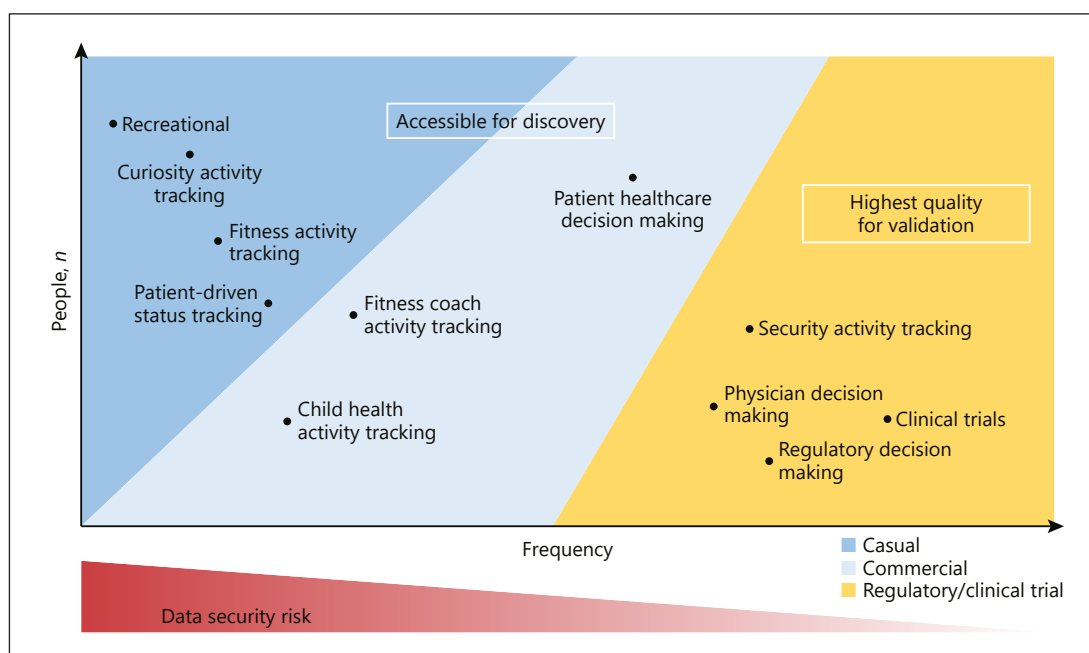 Accessible for discovery
Recreational
Curiosity activity
tracking
Patient healthcare
decision making
Highest quality
for validation
Fitness activity
tracking
Patient-driven
status tracking
Fitness coach
activity tracking
Security activity tracking
Child health
activity tracking
Physician decision
making
Clinical trials
Regulatory decision
making
People, n
Frequency
Casual
Commercial
Regulatory/clinical trial
Data security risk